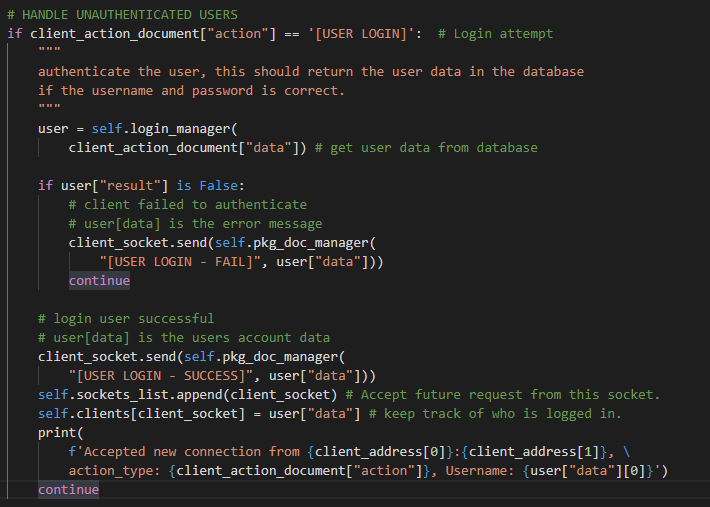 # HANDLE UNAUTHENTICATED USERS
if client_action_document["action"] == '[USER LOGIN]':  # Login attempt
    """
    authenticate the user, this should return the user data in the database
    if the username and password is correct.
    """
    user = self.login_manager(
        client_action_document["data"]) # get user data from database
    if user["result"] is False:
        # client failed to authenticate
        # user[data] is the error message
        client_socket.send(self.pkg_doc_manager(
            "[USER LOGIN - FAIL]", user["data"]))
        continue
    # login user successful
    # user[data] is the users account data
    client_socket.send(self.pkg_doc_manager(
        "[USER LOGIN - SUCCESS]", user["data"]))
    self.sockets_list.append(client_socket) # Accept future request from this socket.
    self.clients[client_socket] = user["data"] # keep track of who is logged in.
    print(
        f'Accepted new connection from {client_address[0]}:{client_address[1]}, \
        action_type: {client_action_document["action"]}, Username: {user["data"][0]}')
    continue